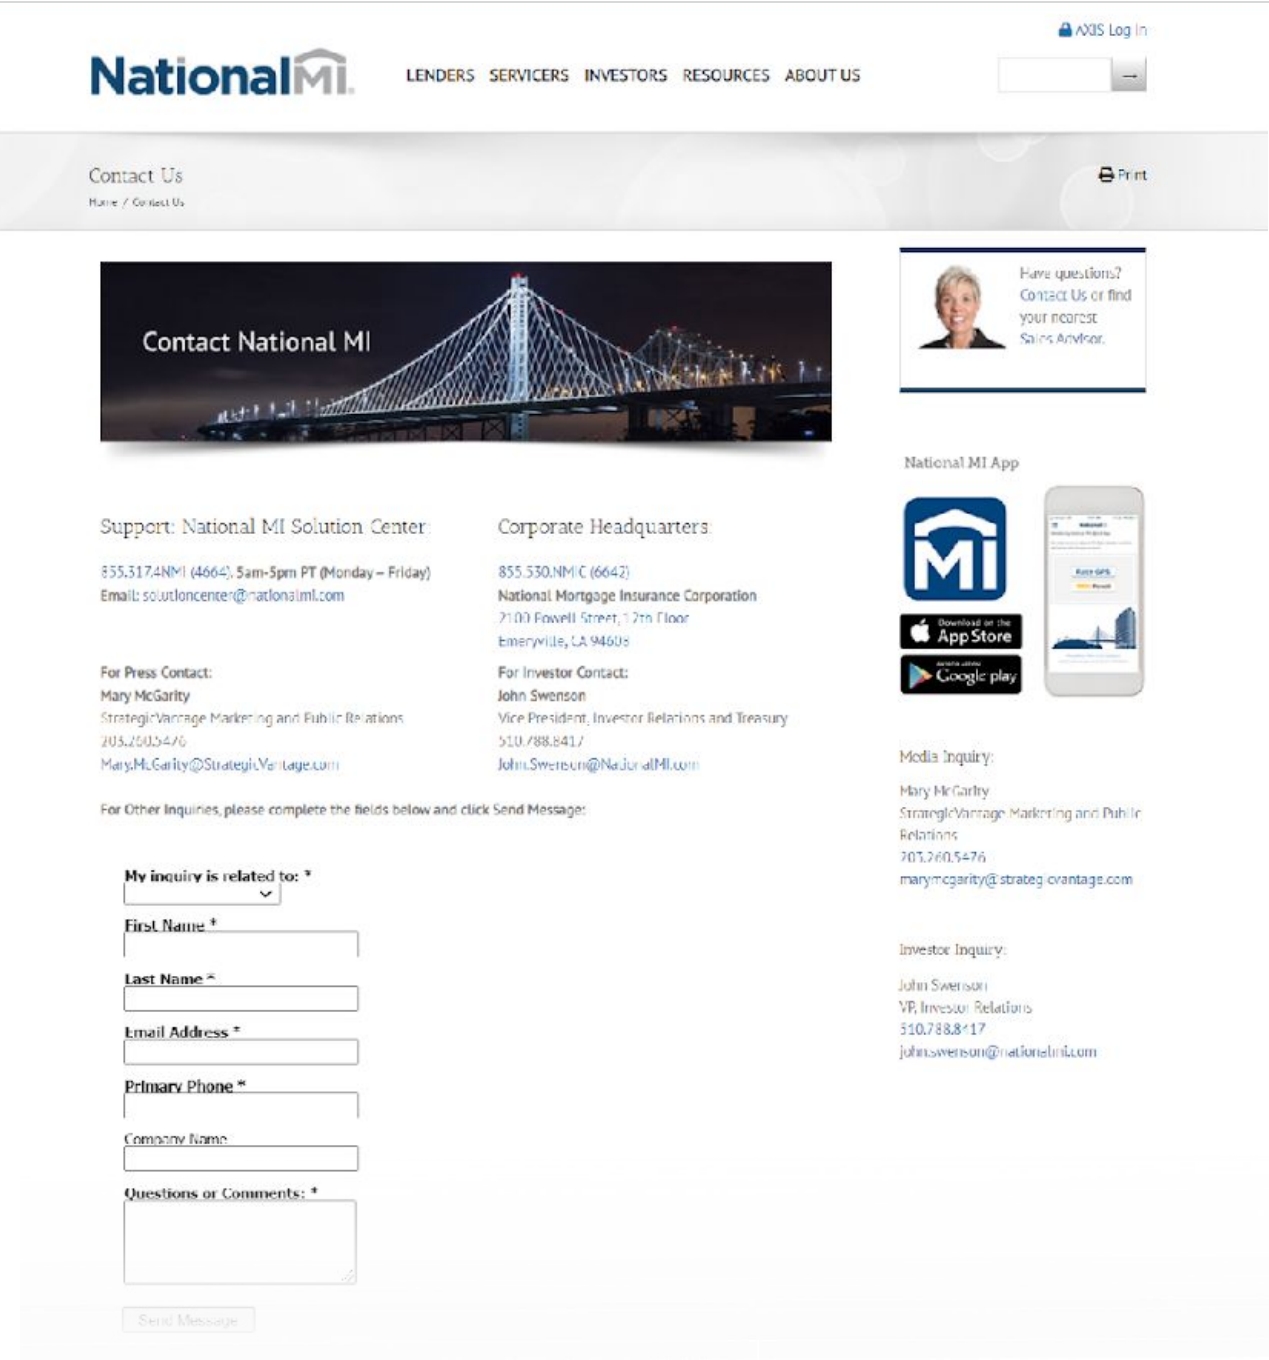 AXIS Log In
NationalMI.
LENDERS SERVICERS INVESTORS RESOURCES ABOUT US
→
Contact Us
Print
Home / Contact Us
Contact National MI
Have questions?
Contact Us or find
your nearest
Sales Advisor.
National MI App
MI
Download on the
App Store
Google play
Support: National MI Solution Center:
855.317.4NMI (4664), 5am-5pm PT (Monday – Friday)
Email: solutioncenter@nationalmi.com
Corporate Headquarters:
855.530.NMIC (6642)
National Mortgage Insurance Corporation
2100 Powell Street, 12th Floor
Emeryville, CA 94608
For Press Contact:
Mary McGarity
StrategicVantage Marketing and Public Relations
203.260.5476
Mary.McGarity@StrategicVantage.com
For Investor Contact:
John Swenson
Vice President, Investor Relations and Treasury
510.788.8417
John.Swenson@NationalMI.com
For Other Inquiries, please complete the fields below and click Send Message:
My inquiry is related to: *
First Name *
Last Name *
Email Address *
Primary Phone *
Company Name
Questions or Comments: *
Send Message
Media Inquiry:
Mary McGarity
StrategicVantage Marketing and Public
Relations
203.260.5476
marymcgarity@strategicvantage.com
Investor Inquiry:
John Swenson
VP, Investor Relations
510.788.8417
john.swenson@nationalmi.com